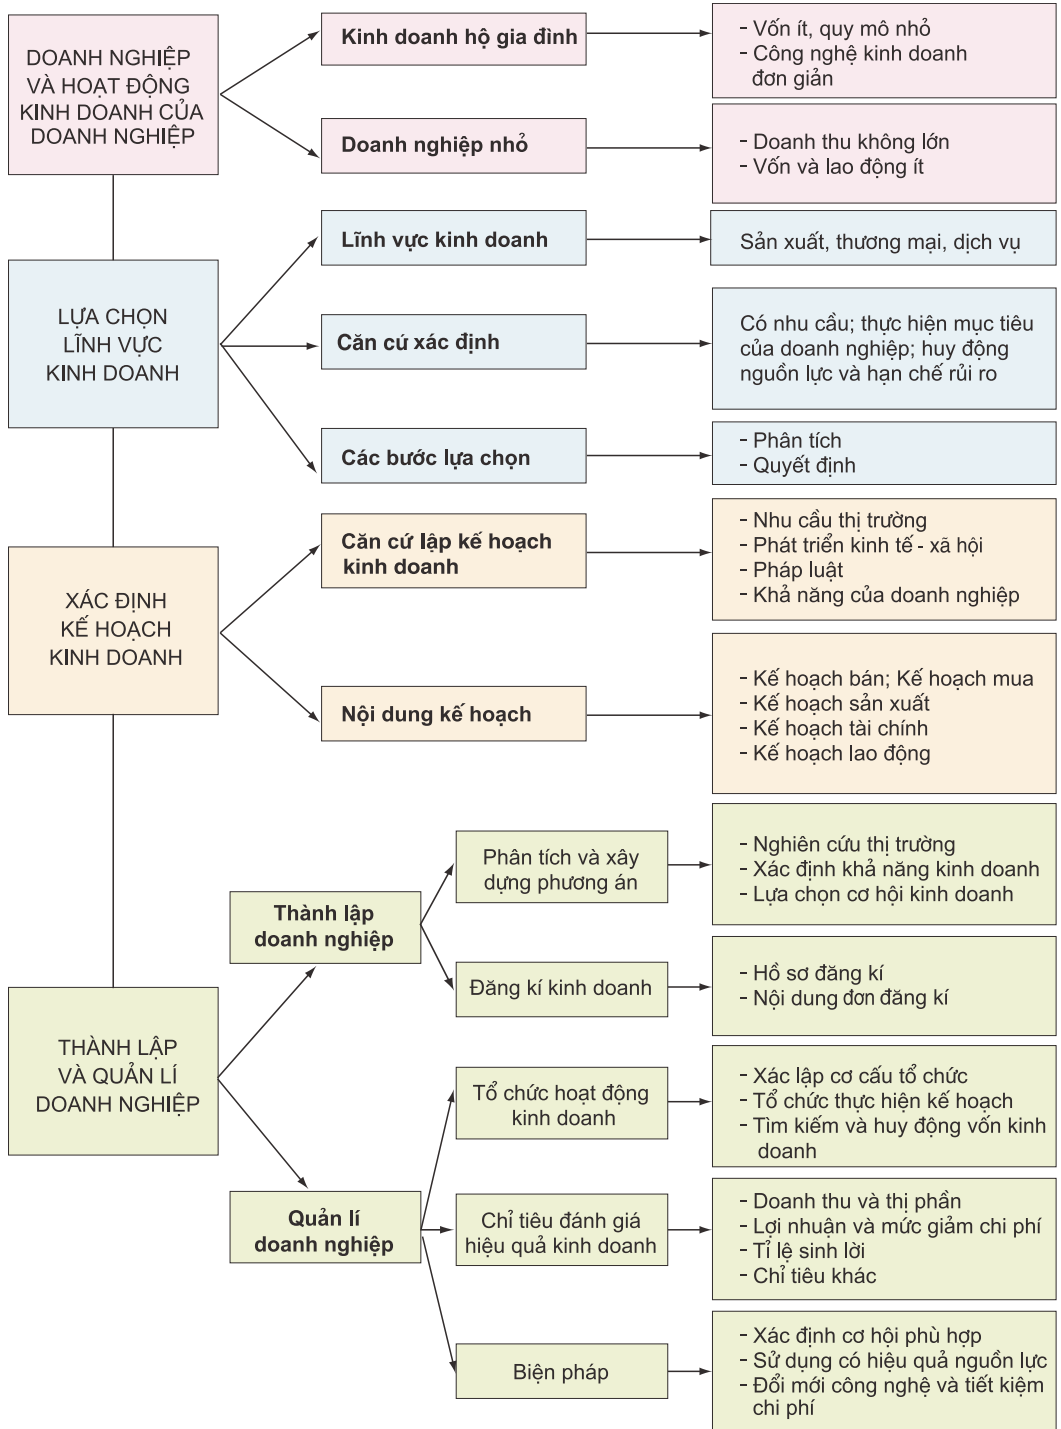 DOANH NGHIỆP
VÀ HOẠT ĐỘNG
KINH DOANH CỦA
DOANH NGHIỆP
Kinh doanh hộ gia đình
- Vốn ít, quy mô nhỏ
- Công nghệ kinh doanh
đơn giản
Doanh nghiệp nhỏ
- Doanh thu không lớn
- Vốn và lao động ít
LỰA CHỌN
LĨNH VỰC
KINH DOANH
Lĩnh vực kinh doanh
Sản xuất, thương mại, dịch vụ
Căn cứ xác định
Có nhu cầu; thực hiện mục tiêu
của doanh nghiệp; huy động
nguồn lực và hạn chế rủi ro
Các bước lựa chọn
- Phân tích
- Quyết định
XÁC ĐỊNH
KẾ HOẠCH
KINH DOANH
Căn cứ lập kế hoạch
kinh doanh
- Nhu cầu thị trường
- Phát triển kinh tế - xã hội
- Pháp luật
- Khả năng của doanh nghiệp
Nội dung kế hoạch
- Kế hoạch bán; Kế hoạch mua
- Kế hoạch sản xuất
- Kế hoạch tài chính
- Kế hoạch lao động
THÀNH LẬP
VÀ QUẢN LÍ
DOANH NGHIỆP
Thành lập
doanh nghiệp
Phân tích và xây
dựng phương án
- Nghiên cứu thị trường
- Xác định khả năng kinh doanh
- Lựa chọn cơ hội kinh doanh
Đăng kí kinh doanh
- Hồ sơ đăng kí
- Nội dung đơn đăng kí
Quản lí
doanh nghiệp
Tổ chức hoạt động
kinh doanh
- Xác lập cơ cấu tổ chức
- Tổ chức thực hiện kế hoạch
- Tìm kiếm và huy động vốn kinh
doanh
Chỉ tiêu đánh giá
hiệu quả kinh doanh
- Doanh thu và thị phần
- Lợi nhuận và mức giảm chi phí
- Tỉ lệ sinh lời
- Chỉ tiêu khác
Biện pháp
- Xác định cơ hội phù hợp
- Sử dụng có hiệu quả nguồn lực
- Đổi mới công nghệ và tiết kiệm
chi phí